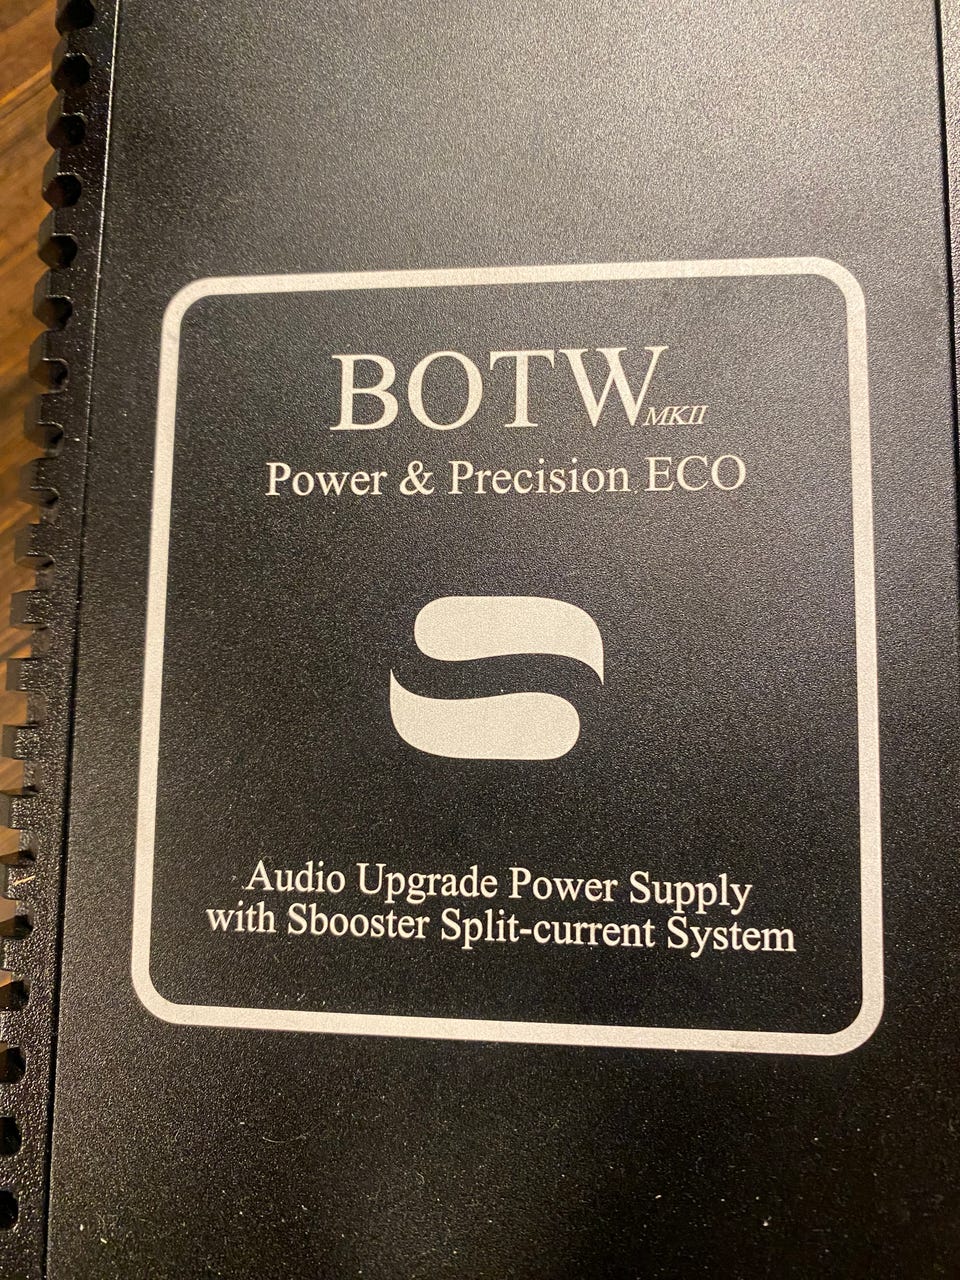 BOTW MKII
Power & Precision ECO
Audio Upgrade Power Supply
with Sbooster Split-current System